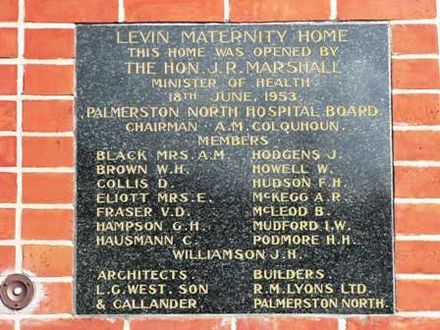 LEVIN MATERNITY HOME
THIS HOME WAS OPENED BY
THE HON. J.R. MARSHALL
MINISTER OF HEALTH
18TH JUNE, 1953
PALMERSTON NORTH HOSPITAL BOARD
CHAIRMAN A.M. COLQUHOUN.
MEMBERS
BLACK MRS. A.M. HODGENS J.
BROWN W.H. HOWELL W.
COLLIS D. HUDSON F.H.
ELIOTT MRS. E. McKEGG A.R.
FRASER V.D. McLEOD B.
HAMPSON G.H. MUDFORD I.W.
HAUSMANN C. PODMORE H.H.
WILLIAMSON J.H.
ARCHITECTS. BUILDERS.
L.G. WEST. SON R.M. LYONS LTD.
& CALLANDER. PALMERSTON NORTH.